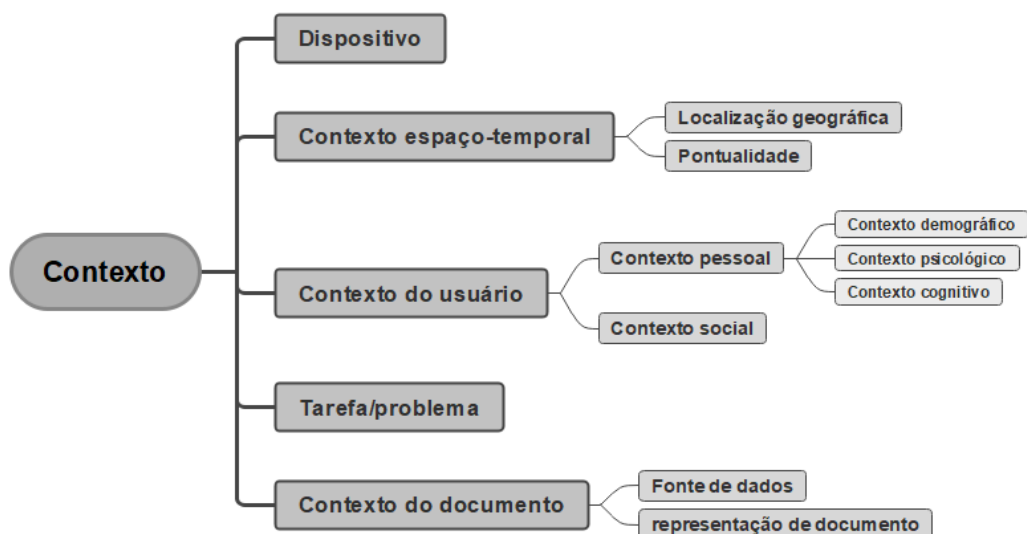 Contexto
Dispositivo
Contexto espaço-temporal
Localização geográfica
Pontualidade
Contexto do usuário
Contexto pessoal
Contexto demográfico
Contexto psicológico
Contexto cognitivo
Contexto social
Tarefa/problema
Contexto do documento
Fonte de dados
representação de documento